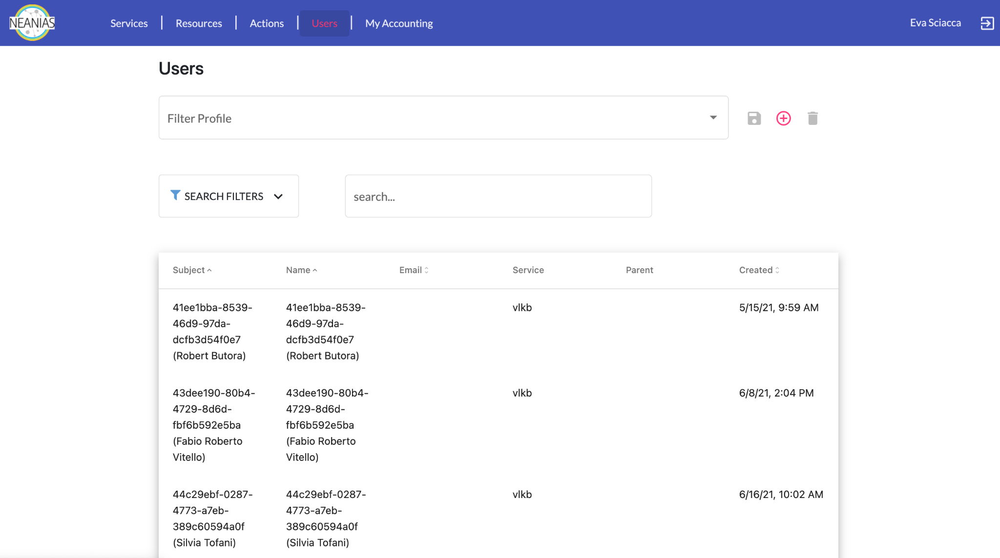 NEANIAS
Services | Resources | Actions | Users | My Accounting
Eva Sciacca
Users
Filter Profile
SEARCH FILTERS
search...
Subject Name Email Service Parent Created
41ee1bba-8539- 41ee1bba-8539- vlkb 5/15/21, 9:59 AM
46d9-97da- 46d9-97da-
dcfb3d54f0e7 dcfb3d54f0e7
(Robert Butora) (Robert Butora)
43dee190-80b4- 43dee190-80b4- vlkb 6/8/21, 2:04 PM
4729-8d6d- 4729-8d6d-
fbf6b592e5ba fbf6b592e5ba
(Fabio Roberto (Fabio Roberto
Vitello) Vitello)
44c29ebf-0287- 44c29ebf-0287- vlkb 6/16/21, 10:02 AM
4773-a7eb- 4773-a7eb-
389c60594a0f 389c60594a0f
(Silvia Tofani) (Silvia Tofani)